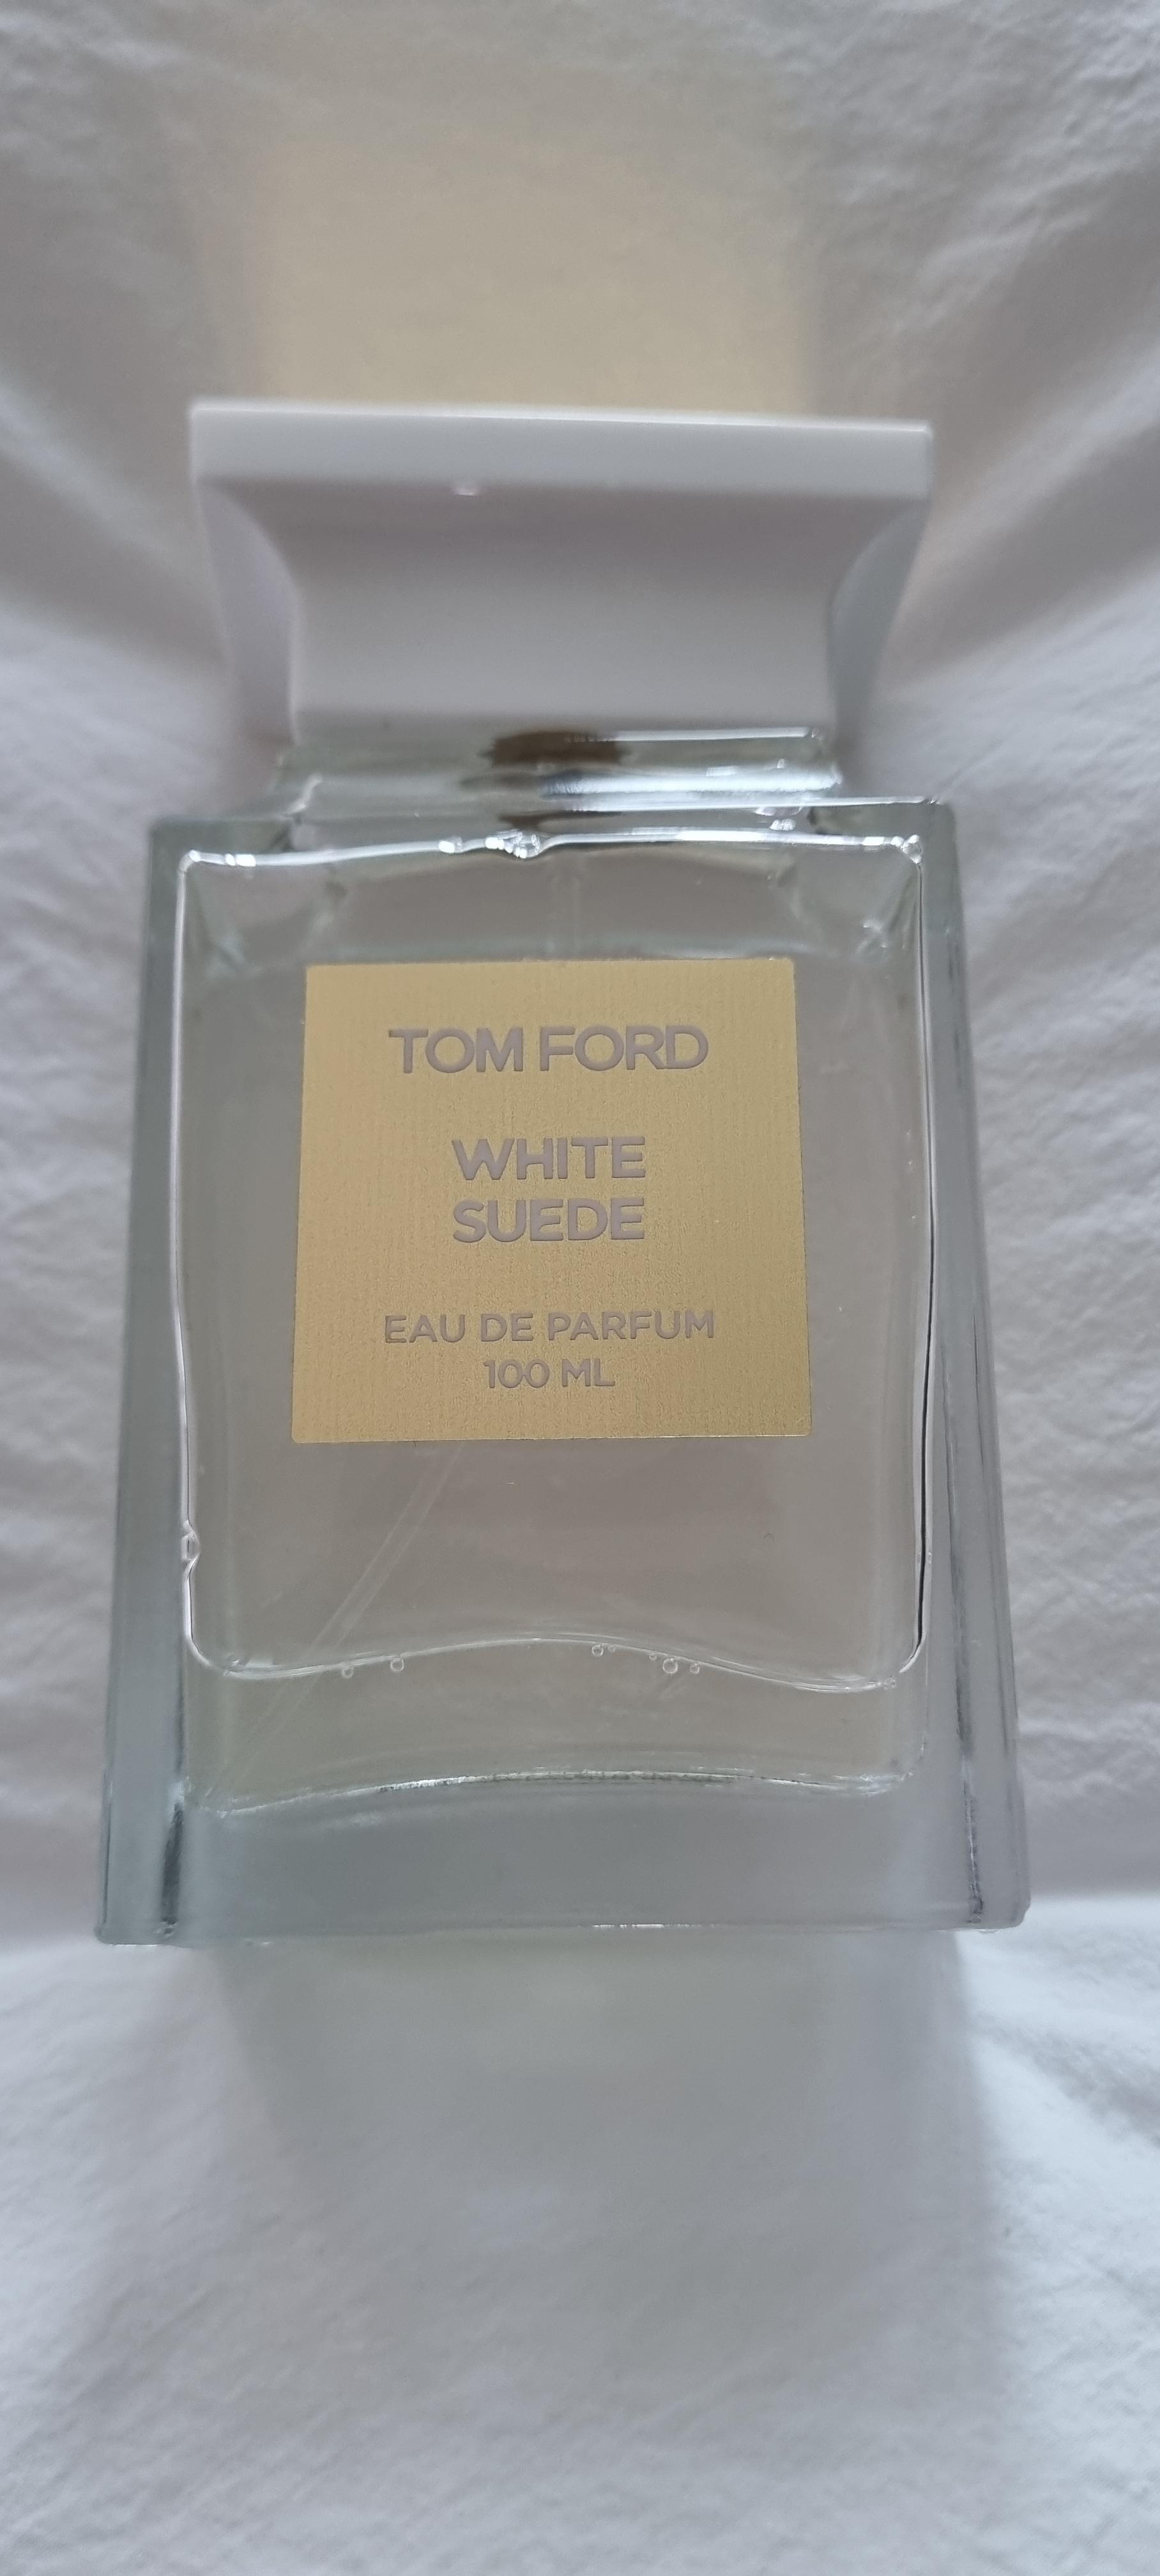 TOM FORD
WHITE
SUEDE
EAU DE PARFUM
100 ML